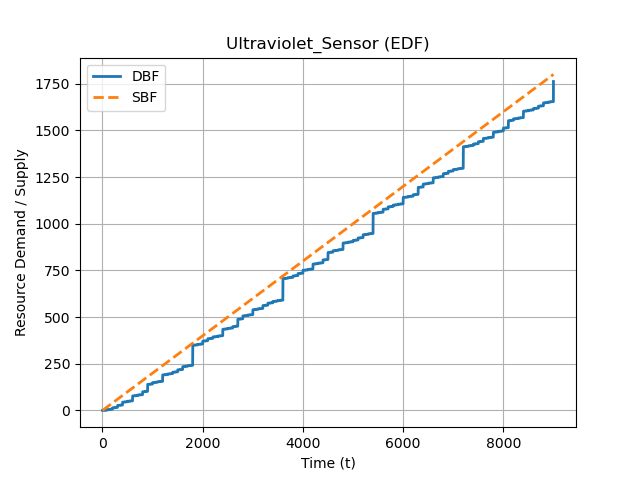 Ultraviolet_Sensor (EDF)
DBF
SBF
Resource Demand / Supply
1750
1500
1250
1000
750
500
250
0
0 2000 4000 6000 8000
Time (t)